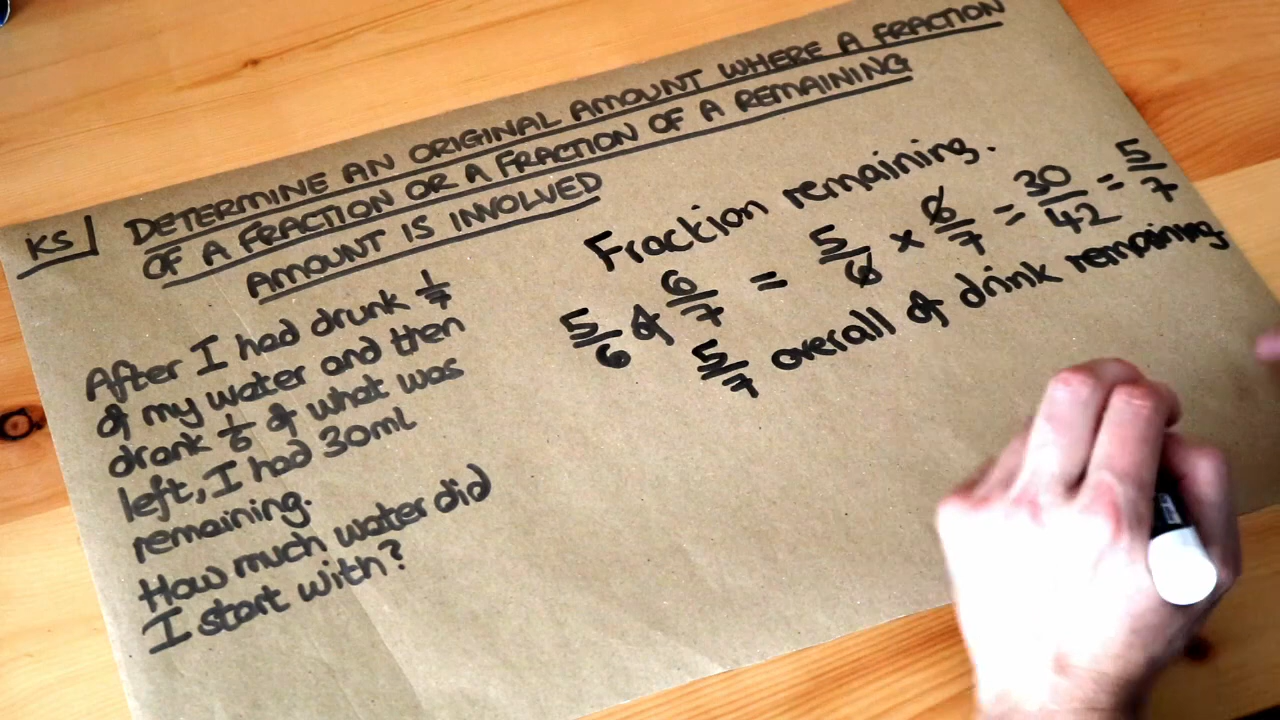 KS
DETERMINE AN ORIGINAL AMOUNT WHERE A FRACTION
OF A FRACTION OR A FRACTION OF A REMAINING
AMOUNT IS INVOLVED
After I had drunk 1/7
of my water and then
drank 1/6 of what was
left, I had 30ml
remaining.
How much water did
I start with?
Fraction remaining.
5/6 of 6/7 = 5/6 × 6/7 = 30/42 = 5/7
5/7 overall of drink remaining